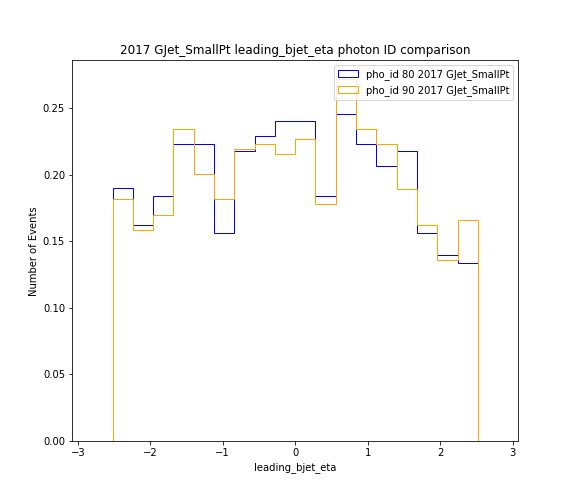 2017 GJet_SmallPt leading_bjet_eta photon ID comparison
pho_id 80 2017 GJet_SmallPt
pho_id 90 2017 GJet_SmallPt
Number of Events
0.25
0.20
0.15
0.10
0.05
0.00
−3 −2 −1 0 1 2 3
leading_bjet_eta